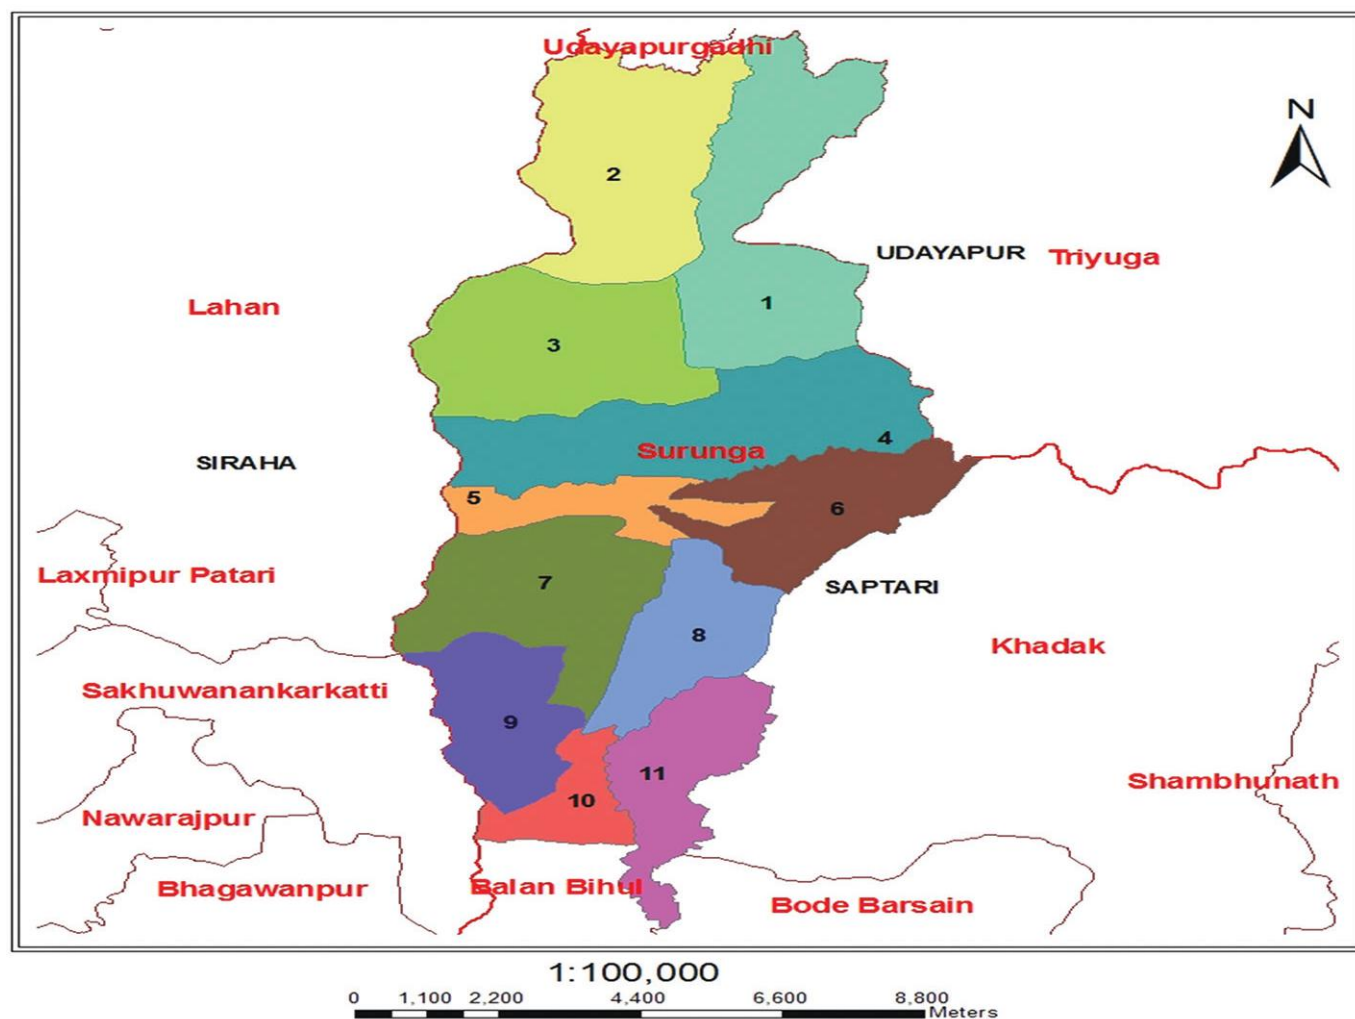 Udayapurgadhi
N
2
UDAYAPUR
Triyuga
1
Lahan
3
4
Surunga
SIRAHA
5
6
Laxmipur Patari
7
SAPTARI
8
Khadak
Sakhuwanankarkatti
9
11
Shambhunath
10
Nawarajpur
Bhagawanpur
Balan Bihul
Bode Barsain
1:100,000
0 1,100 2,200 4,400 6,600 8,800
Meters